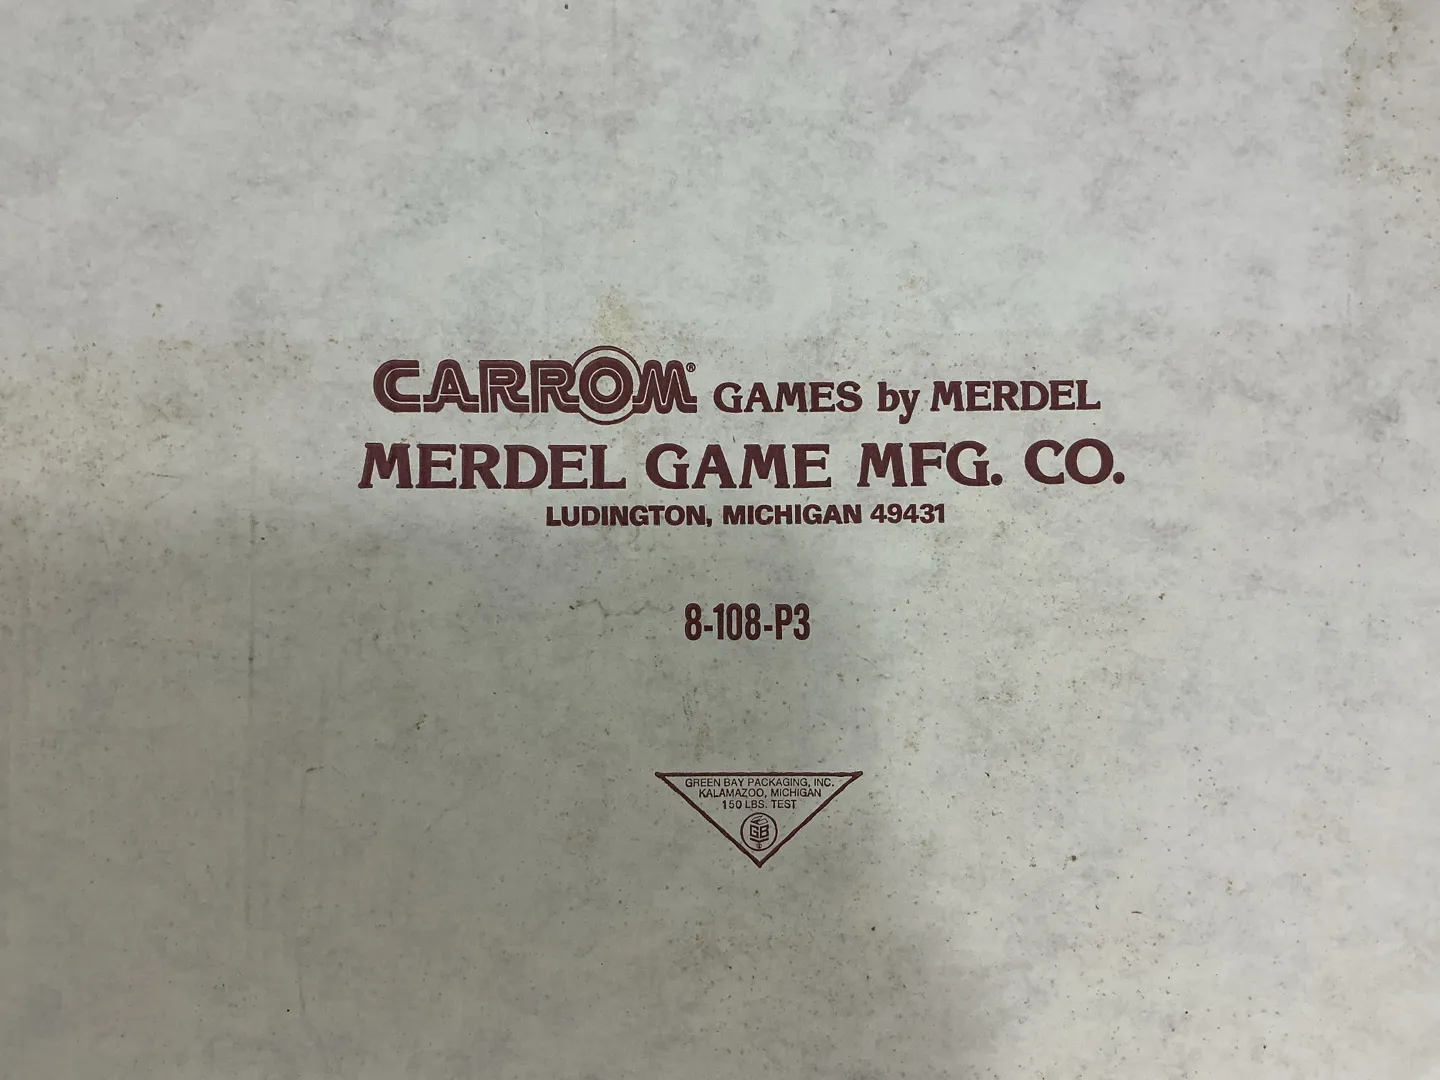 CARROM® GAMES by MERDEL
MERDEL GAME MFG. CO.
LUDINGTON, MICHIGAN 49431
8-108-P3
GREEN BAY PACKAGING, INC.
KALAMAZOO, MICHIGAN
150 LBS. TEST
GB